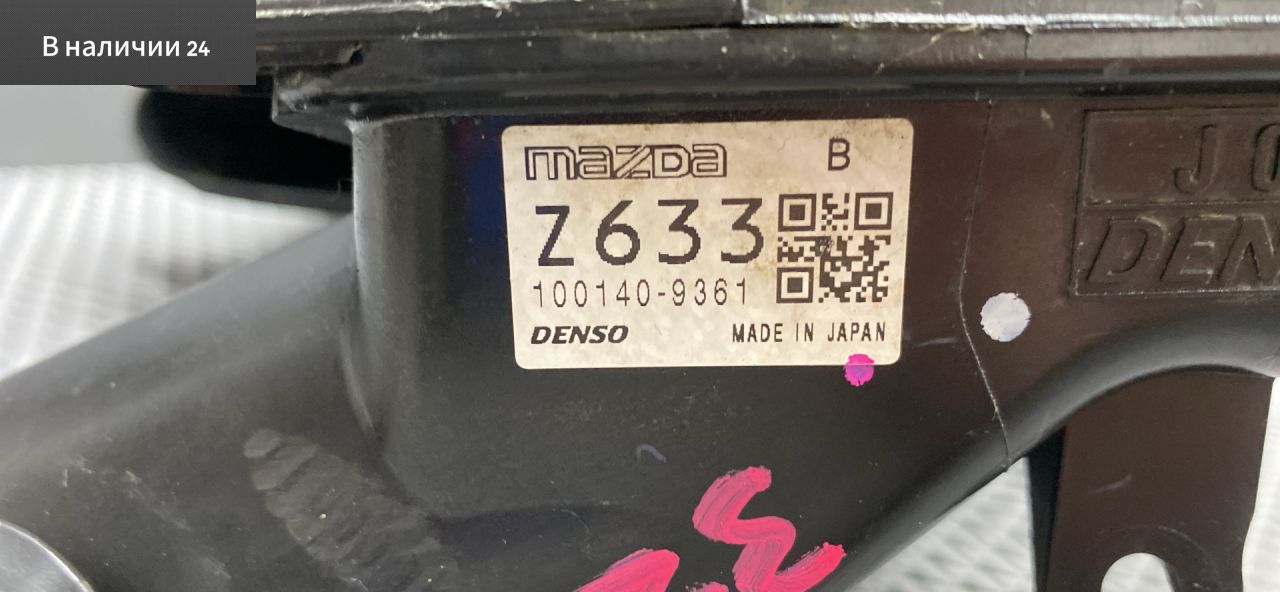 В наличии 24
mazda B
Z633
100140-9361
DENSO MADE IN JAPAN